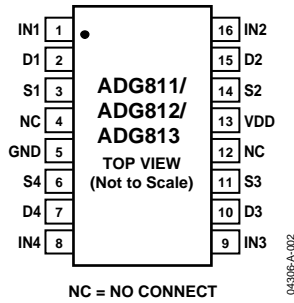 IN1 1 16 IN2
D1 2 15 D2
S1 3 14 S2
NC 4 13 VDD
GND 5 12 NC
S4 6 11 S3
D4 7 10 D3
IN4 8 9 IN3
ADG811/
ADG812/
ADG813
TOP VIEW
(Not to Scale)
NC = NO CONNECT
04306-A-002